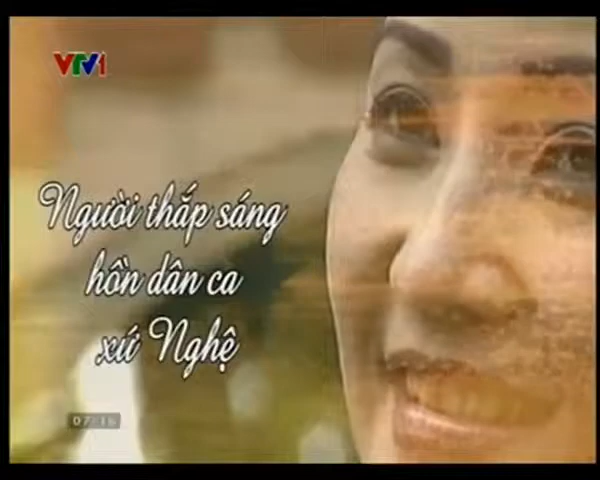 VTV1
Người thắp sáng
hồn dân ca
xứ Nghệ
07:16